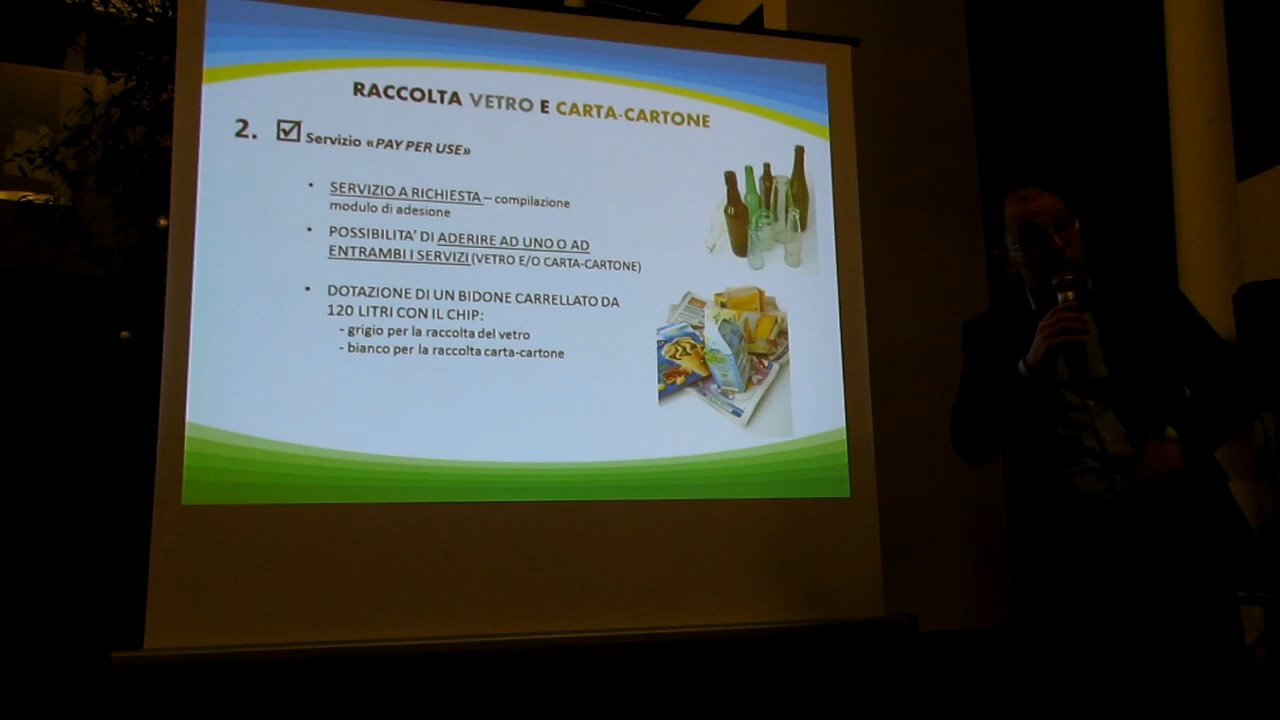 RACCOLTA VETRO E CARTA-CARTONE
2. ☑ Servizio «PAY PER USE»
• SERVIZIO A RICHIESTA – compilazione
modulo di adesione
• POSSIBILITA' DI ADERIRE AD UNO O AD
ENTRAMBI I SERVIZI (VETRO E/O CARTA-CARTONE)
• DOTAZIONE DI UN BIDONE CARRELLATO DA
120 LITRI CON IL CHIP:
- grigio per la raccolta del vetro
- bianco per la raccolta carta-cartone